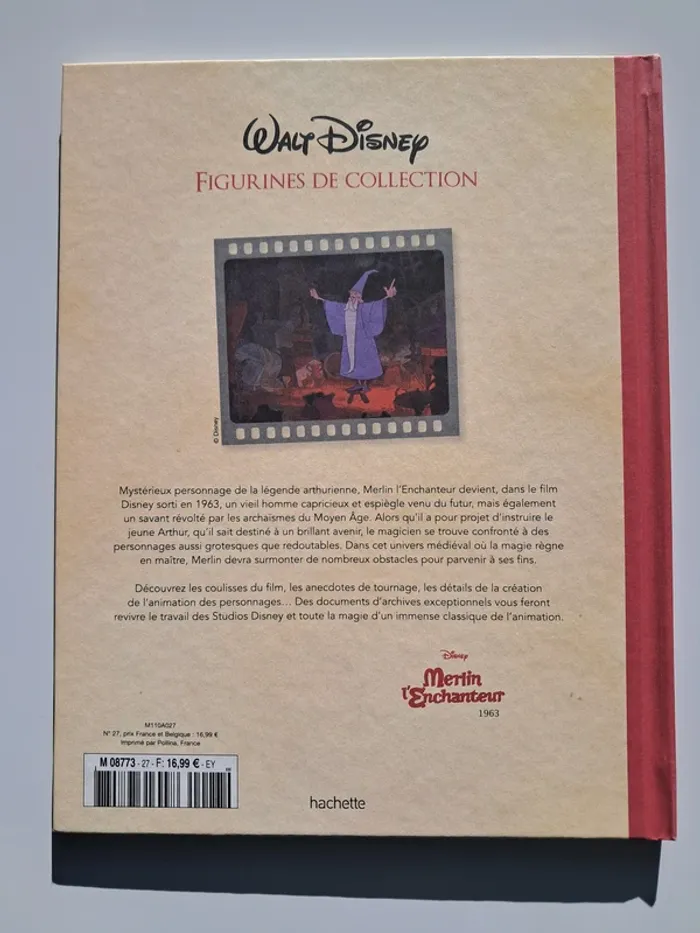 WALT DISNEY
FIGURINES DE COLLECTION
© Disney
Mystérieux personnage de la légende arthurienne, Merlin l'Enchanteur devient, dans le film
Disney sorti en 1963, un vieil homme capricieux et espiègle venu du futur, mais également
un savant révolté par les archaïsmes du Moyen Âge. Alors qu'il a pour projet d'instruire le
jeune Arthur, qu'il sait destiné à un brillant avenir, le magicien se trouve confronté à des
personnages aussi grotesques que redoutables. Dans cet univers médiéval où la magie règne
en maître, Merlin devra surmonter de nombreux obstacles pour parvenir à ses fins.
Découvrez les coulisses du film, les anecdotes de tournage, les détails de la création
de l'animation des personnages... Des documents d'archives exceptionnels vous feront
revivre le travail des Studios Disney et toute la magie d'un immense classique de l'animation.
Disney
Merlin
l'Enchanteur
1963
M110A027
N° 27, prix France et Belgique : 16,99 €
Imprimé par Pollina, France
M 08773 - 27 - F: 16,99 € - EY
hachette